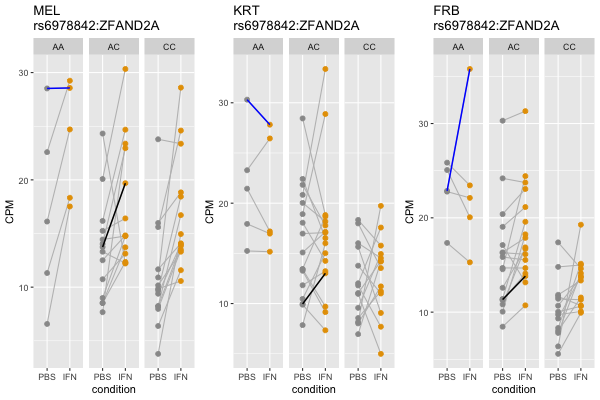 MEL
rs6978842:ZFAND2A
AA AC CC
30
20
10
CPM
PBS IFN PBS IFN PBS IFN
condition
KRT
rs6978842:ZFAND2A
AA AC CC
30
20
10
CPM
PBS IFN PBS IFN PBS IFN
condition
FRB
rs6978842:ZFAND2A
AA AC CC
30
20
10
CPM
PBS IFN PBS IFN PBS IFN
condition